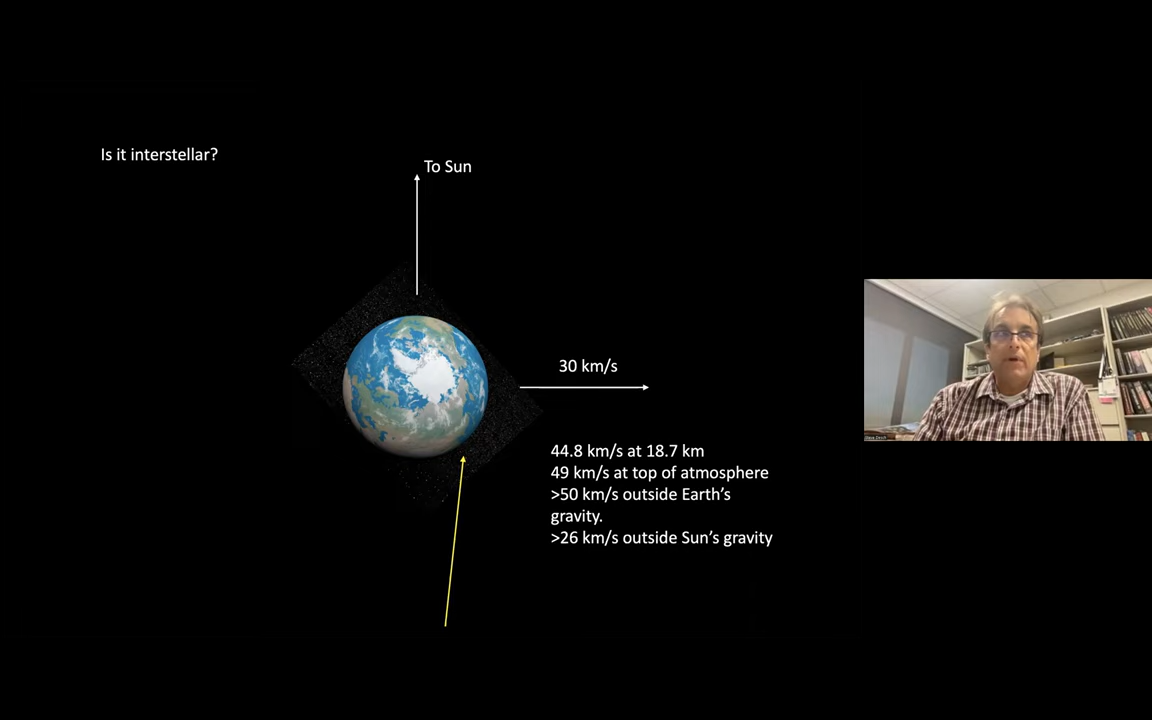 Is it interstellar?
To Sun
30 km/s
44.8 km/s at 18.7 km
49 km/s at top of atmosphere
>50 km/s outside Earth's
gravity.
>26 km/s outside Sun's gravity